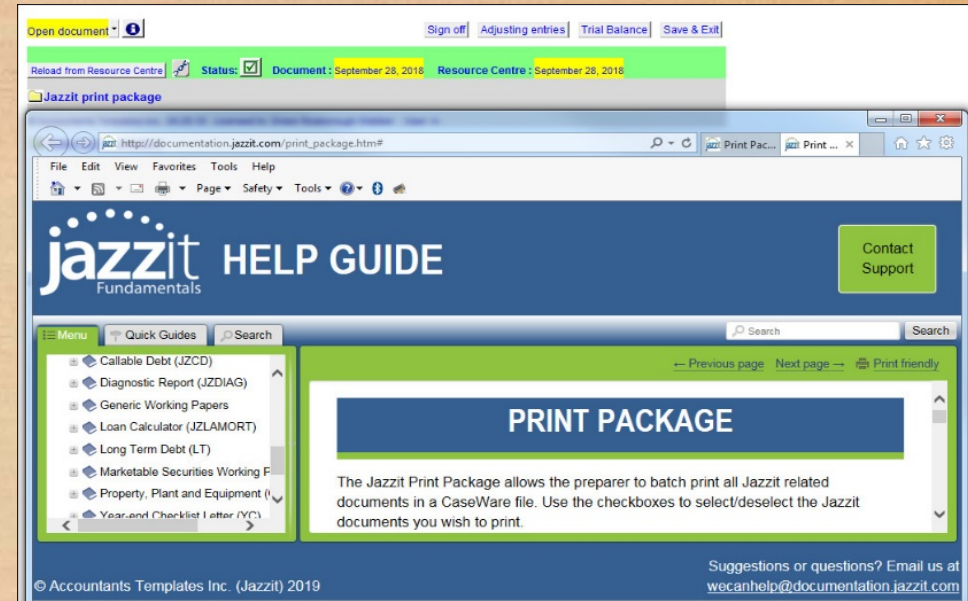 Open document
Sign off Adjusting entries Trial Balance Save & Exit
Reload from Resource Centre Status: Document : September 28, 2018 Resource Centre : September 28, 2018
Jazzit print package
http://documentation.jazzit.com/print_package.htm# Print Pac... Print ...
File Edit View Favorites Tools Help
Page Safety Tools
jazzit HELP GUIDE
Fundamentals
Contact
Support
Menu Quick Guides Search Search Search
Callable Debt (JZCD)
Diagnostic Report (JZDIAG)
Generic Working Papers
Loan Calculator (JZLAMORT)
Long Term Debt (LT)
Marketable Securities Working P
Property, Plant and Equipment (
Year-end Checklist Letter (YC)
← Previous page Next page → Print friendly
PRINT PACKAGE
The Jazzit Print Package allows the preparer to batch print all Jazzit related
documents in a CaseWare file. Use the checkboxes to select/deselect the Jazzit
documents you wish to print.
© Accountants Templates Inc. (Jazzit) 2019
Suggestions or questions? Email us at
wecanhelp@documentation.jazzit.com